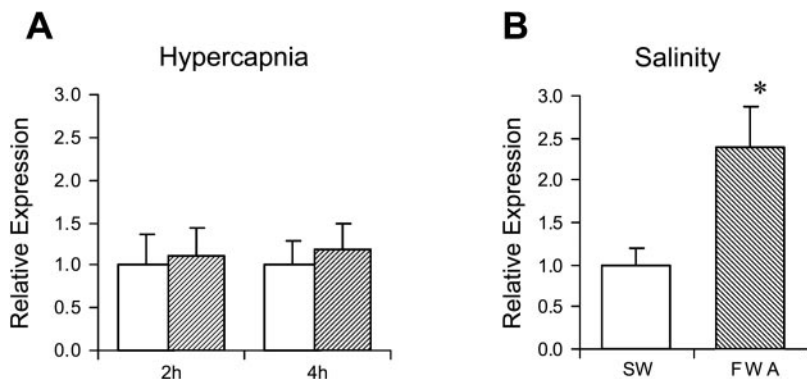 A
Hypercapnia
Relative Expression
3.0
2.5
2.0
1.5
1.0
0.5
0.0
2h 4h
B
Salinity
Relative Expression
3.0
2.5
2.0
1.5
1.0
0.5
0.0
*
SW FWA